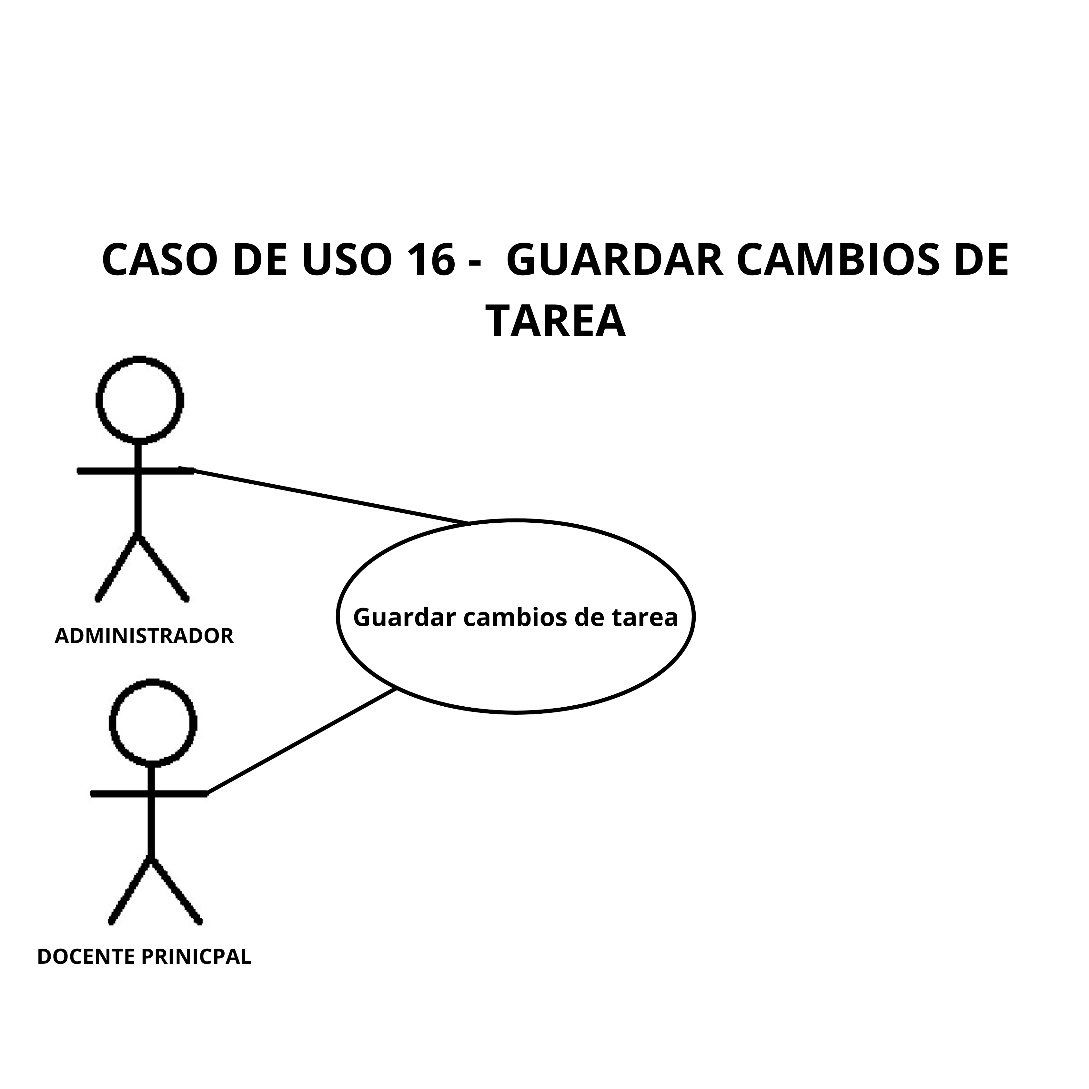 CASO DE USO 16 -  GUARDAR CAMBIOS DE
TAREA
Guardar cambios de tarea
ADMINISTRADOR
DOCENTE PRINICPAL